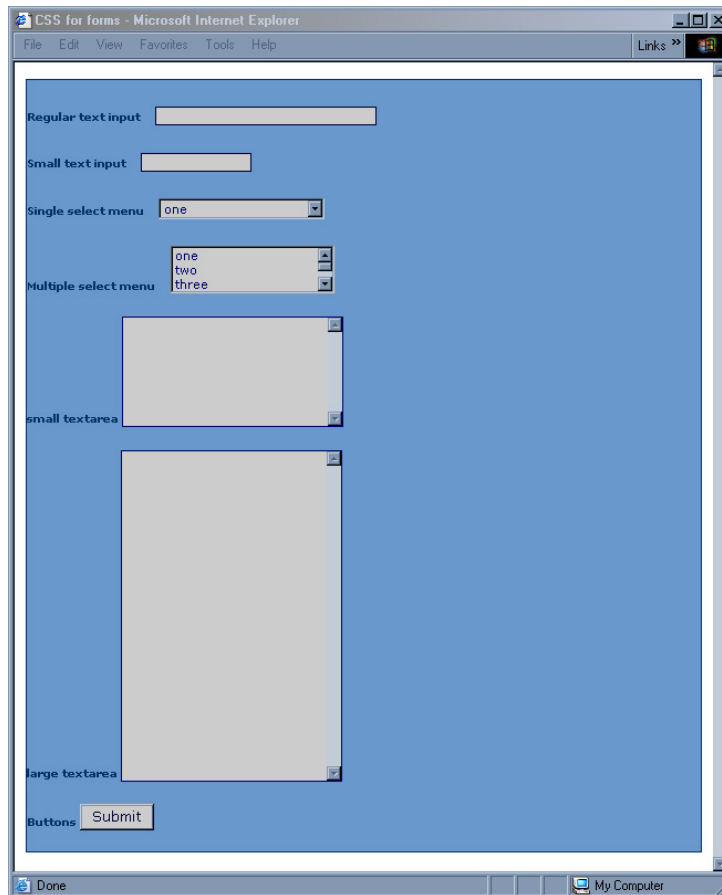 CSS for forms - Microsoft Internet Explorer
File Edit View Favorites Tools Help Links »
Regular text input
Small text input
Single select menu one
one
two
Multiple select menu three
small textarea
large textarea
Buttons Submit
Done My Computer